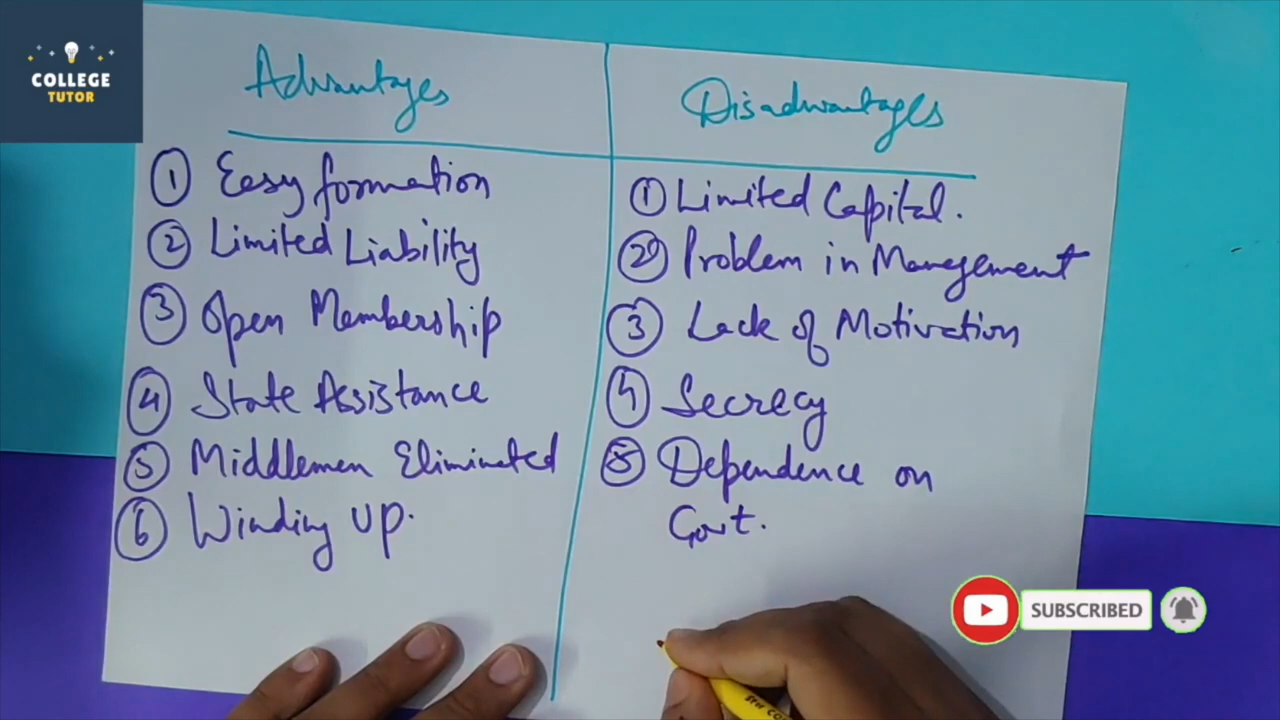 COLLEGE
TUTOR
Advantages
① Easy formation
② Limited Liability
③ Open Membership
④ State Assistance
⑤ Middlemen Eliminated
⑥ Winding Up.
Disadvantages
① Limited Capital.
② Problem in Management
③ Lack of Motivation
④ Secrecy
⑤ Dependence on
Govt.
SUBSCRIBED